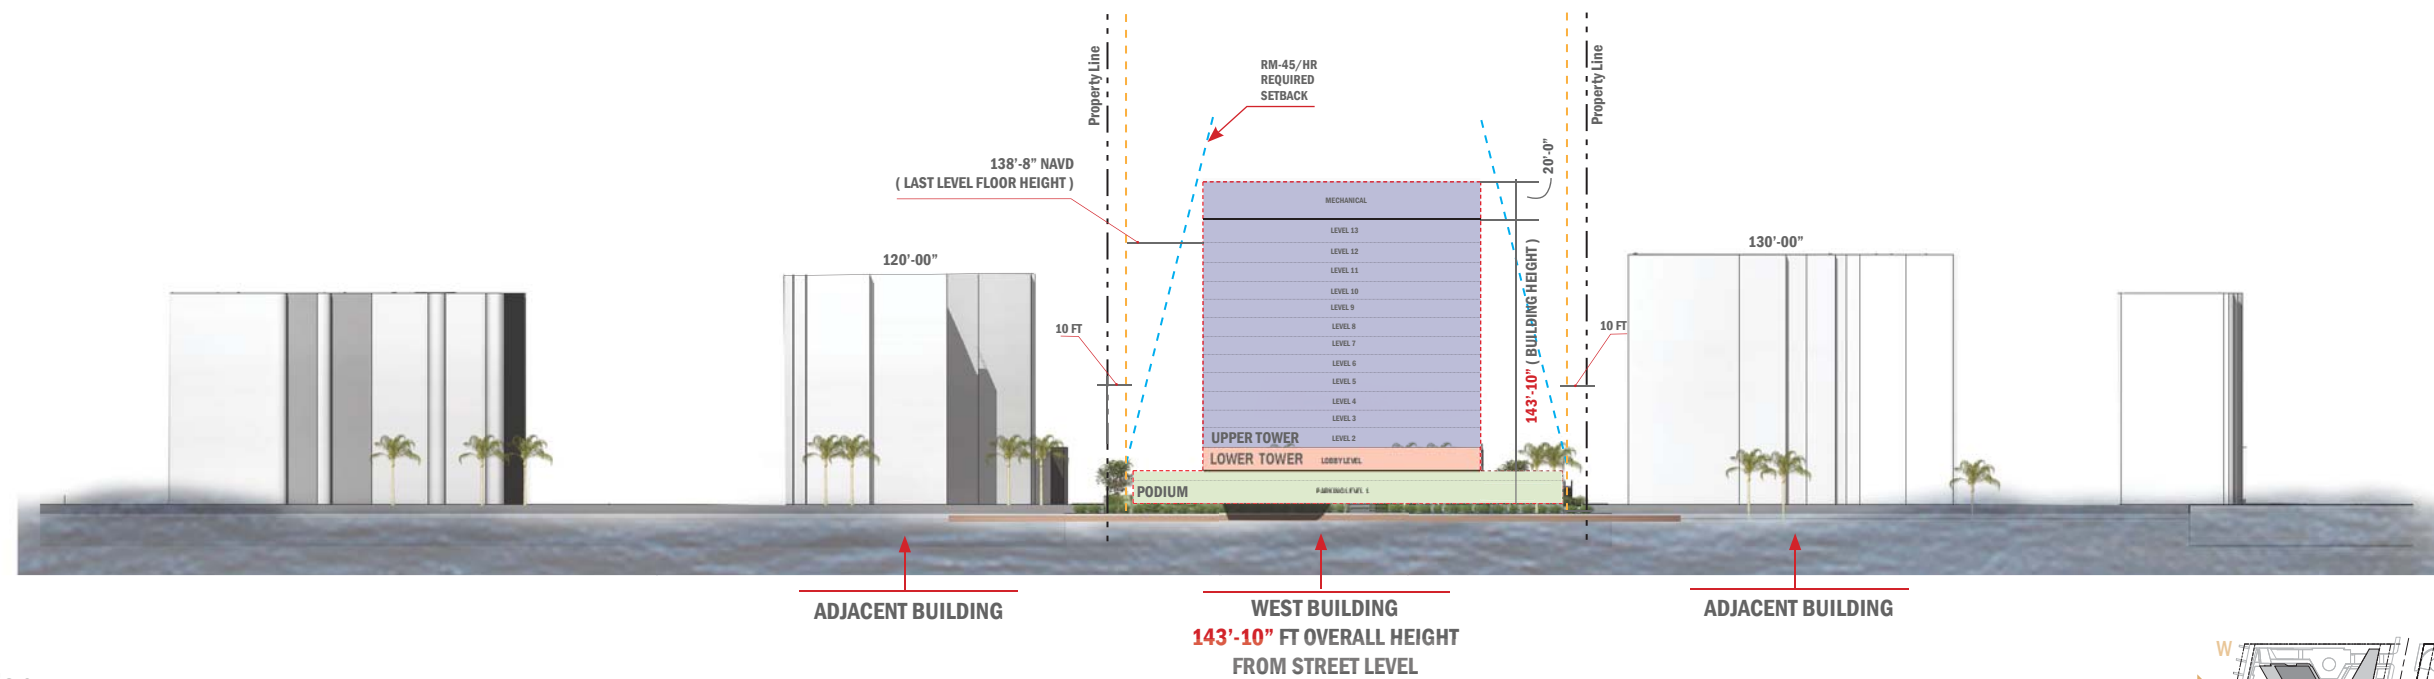 Property Line
Property Line
RM-45/HR
REQUIRED
SETBACK
138'-8" NAVD
( LAST LEVEL FLOOR HEIGHT )
20'-0"
MECHANICAL
LEVEL 13
LEVEL 12
LEVEL 11
LEVEL 10
LEVEL 9
LEVEL 8
LEVEL 7
LEVEL 6
LEVEL 5
LEVEL 4
LEVEL 3
UPPER TOWER LEVEL 2
LOWER TOWER LOBBY LEVEL
PODIUM PARKING LEVEL 1
143'-10" ( BUILDING HEIGHT )
120'-00"
130'-00"
10 FT
10 FT
ADJACENT BUILDING
WEST BUILDING
143'-10" FT OVERALL HEIGHT
FROM STREET LEVEL
ADJACENT BUILDING
W